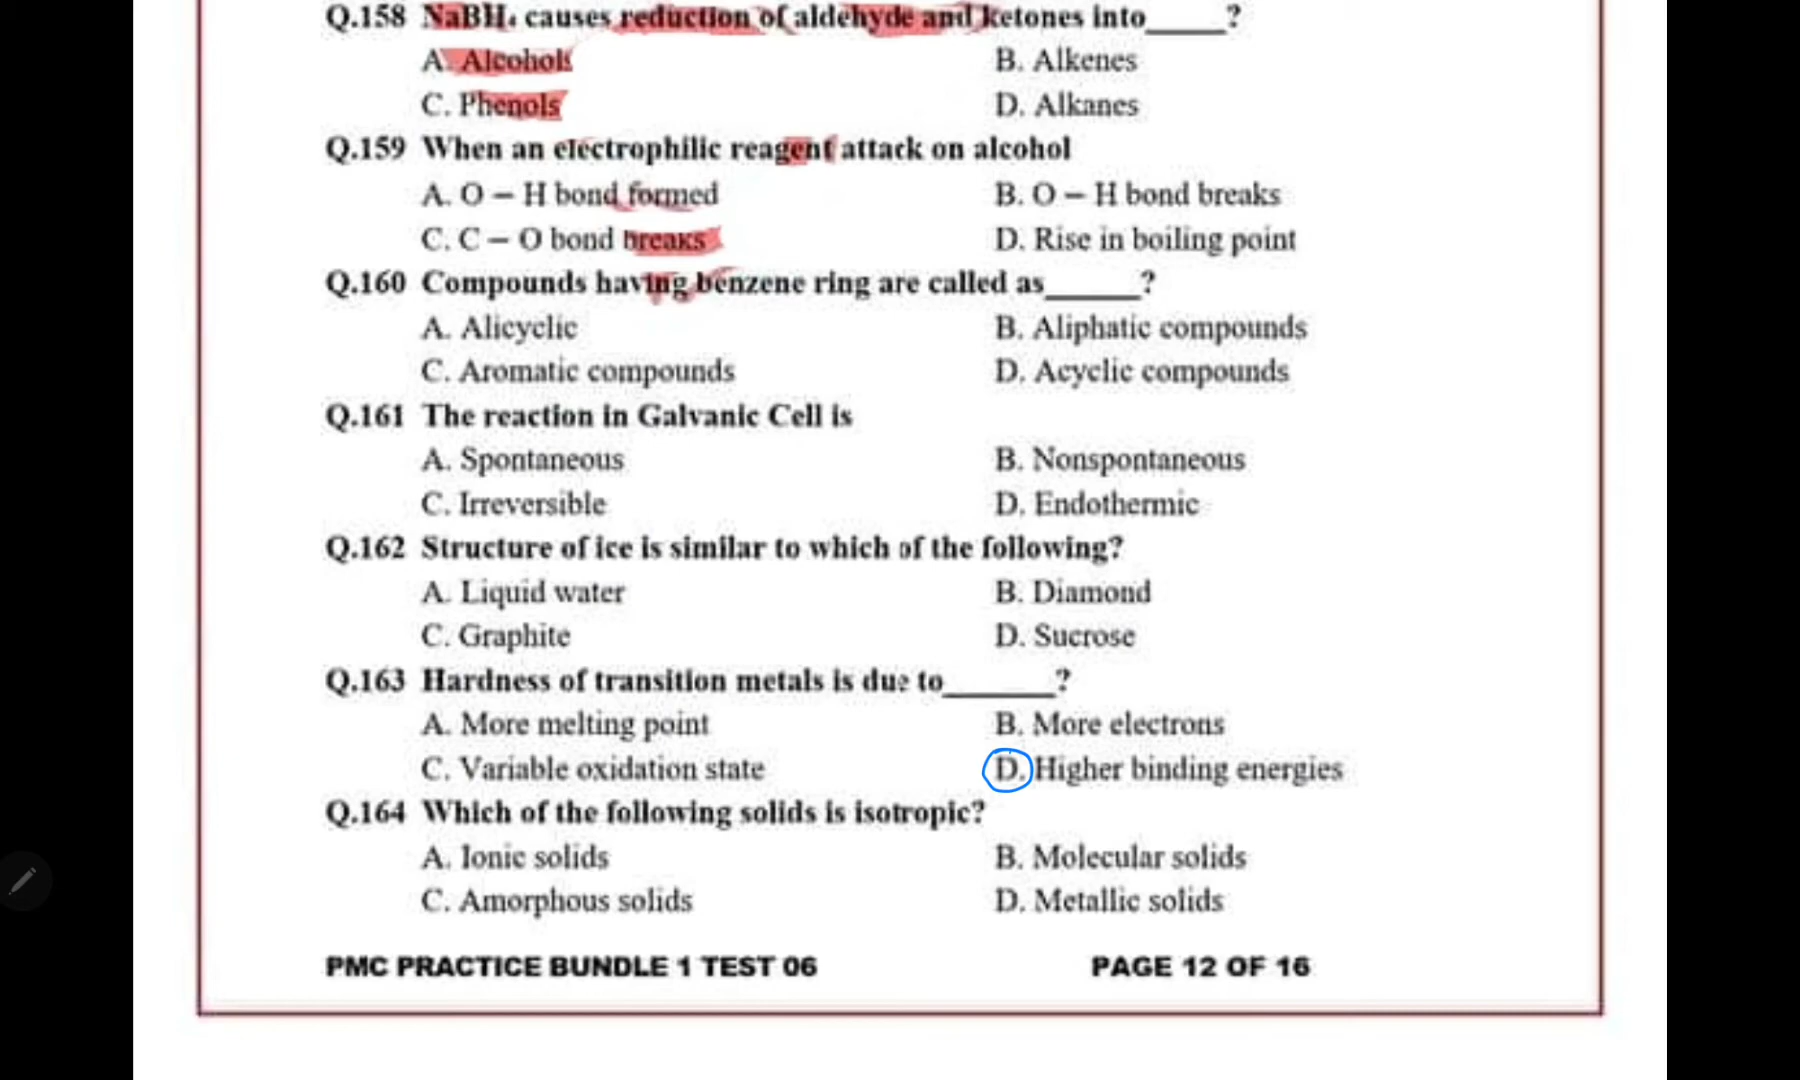 Q.158 NaBH₄ causes reduction of aldehyde and ketones into_____?
A. Alcohols B. Alkenes
C. Phenols D. Alkanes
Q.159 When an electrophilic reagent attack on alcohol
A. O – H bond formed B. O – H bond breaks
C. C – O bond breaks D. Rise in boiling point
Q.160 Compounds having benzene ring are called as______?
A. Alicyclic B. Aliphatic compounds
C. Aromatic compounds D. Acyclic compounds
Q.161 The reaction in Galvanic Cell is
A. Spontaneous B. Nonspontaneous
C. Irreversible D. Endothermic
Q.162 Structure of ice is similar to which of the following?
A. Liquid water B. Diamond
C. Graphite D. Sucrose
Q.163 Hardness of transition metals is due to_______?
A. More melting point B. More electrons
C. Variable oxidation state D. Higher binding energies
Q.164 Which of the following solids is isotropic?
A. Ionic solids B. Molecular solids
C. Amorphous solids D. Metallic solids
PMC PRACTICE BUNDLE 1 TEST 06 PAGE 12 OF 16